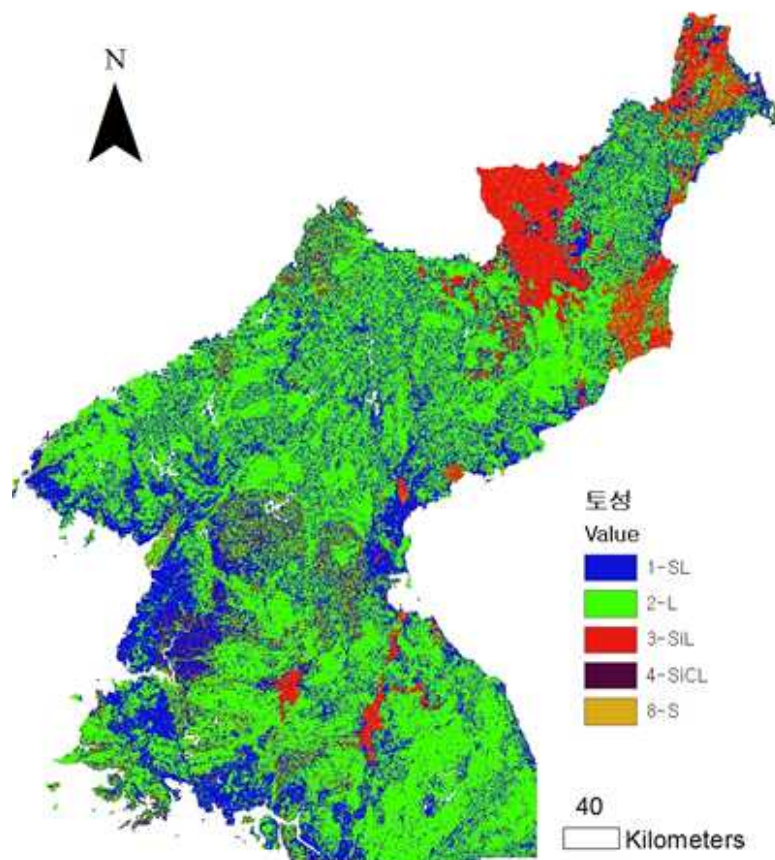 N
토성
Value
1-SL
2-L
3-SiL
4-SiCL
8-S
40
Kilometers